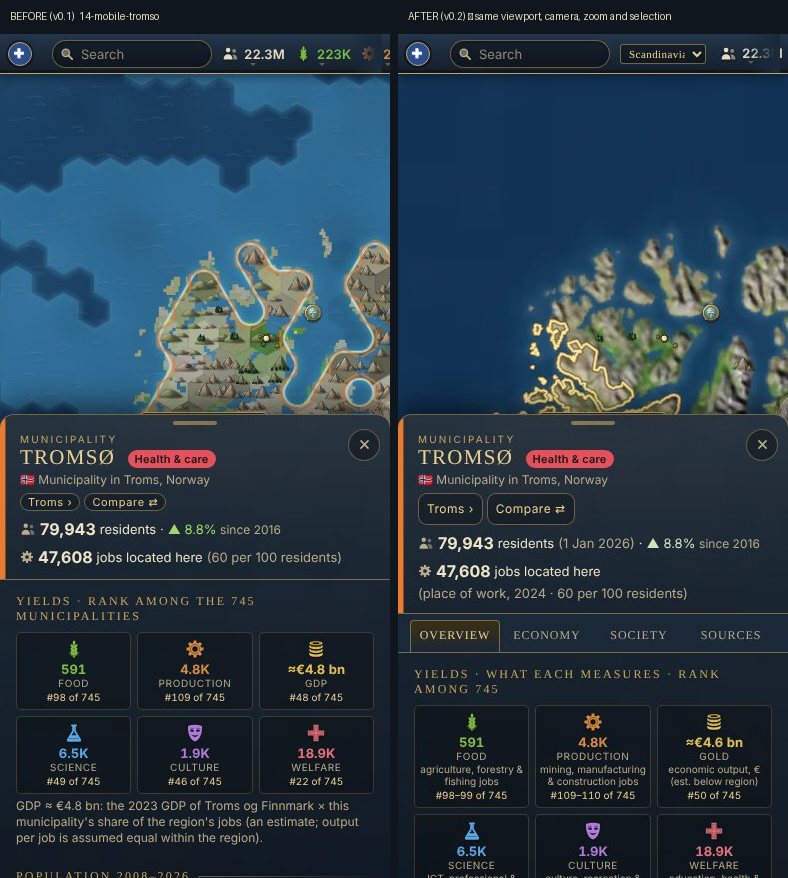 BEFORE (v0.1) 14-mobile-tromso
Search
22.3M
223K
2
MUNICIPALITY
TROMSØ
Health & care
Municipality in Troms, Norway
Troms ›
Compare ⇄
79,943 residents · ▲ 8.8% since 2016
47,608 jobs located here (60 per 100 residents)
YIELDS · RANK AMONG THE 745
MUNICIPALITIES
591
FOOD
#98 of 745
4.8K
PRODUCTION
#109 of 745
≈€4.8 bn
GDP
#48 of 745
6.5K
SCIENCE
#49 of 745
1.9K
CULTURE
#46 of 745
18.9K
WELFARE
#22 of 745
GDP ≈ €4.8 bn: the 2023 GDP of Troms og Finnmark × this
municipality's share of the region's jobs (an estimate; output
per job is assumed equal within the region).
POPULATION 2008–2026
AFTER (v0.2) same viewport, camera, zoom and selection
Search
Scandinavia
22.3
MUNICIPALITY
TROMSØ
Health & care
Municipality in Troms, Norway
Troms ›
Compare ⇄
79,943 residents (1 Jan 2026) · ▲ 8.8% since 2016
47,608 jobs located here
(place of work, 2024 · 60 per 100 residents)
OVERVIEW
ECONOMY
SOCIETY
SOURCES
YIELDS · WHAT EACH MEASURES · RANK
AMONG 745
591
FOOD
agriculture, forestry &
fishing jobs
#98–99 of 745
4.8K
PRODUCTION
mining, manufacturing
& construction jobs
#109–110 of 745
≈€4.6 bn
GOLD
economic output, €
(est. below region)
#50 of 745
6.5K
SCIENCE
1.9K
CULTURE
18.9K
WELFARE